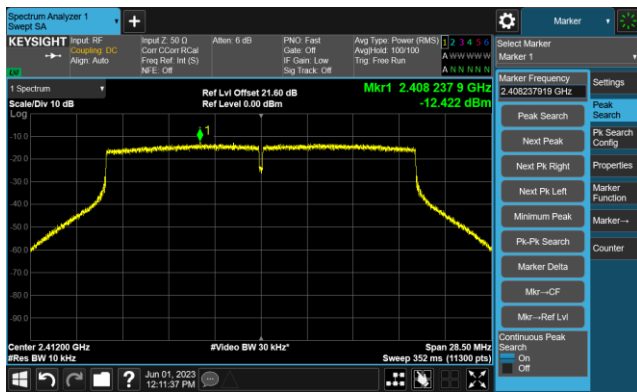 Spectrum Analyzer 1
Swept SA
Marker
KEYSIGHT
Input: RF
Coupling: DC
Align: Auto
Input Z: 50 Ω
Corr CCorr RCal
Freq Ref: Int (S)
NFE: Off
Atten: 6 dB
PNO: Fast
Gate: Off
IF Gain: Low
Sig Track: Off
Avg Type: Power (RMS)
Avg|Hold: 100/100
Trig: Free Run
1 2 3 4 5 6
A W W W W W
A N N N N N
Select Marker
Marker 1
1 Spectrum
Scale/Div 10 dB
Ref Lvl Offset 21.60 dB
Ref Level 0.00 dBm
Mkr1 2.408 237 9 GHz
-12.422 dBm
Log
1
-10.0
-20.0
-30.0
-40.0
-50.0
-60.0
-70.0
-80.0
-90.0
Center 2.41200 GHz
#Res BW 10 kHz
#Video BW 30 kHz*
Span 28.50 MHz
Sweep 352 ms (11300 pts)
Marker Frequency
2.408237919 GHz
Peak Search
Next Peak
Next Pk Right
Next Pk Left
Minimum Peak
Pk-Pk Search
Marker Delta
Mkr→CF
Mkr→Ref Lvl
Continuous Peak
Search
On
Off
Settings
Peak
Search
Pk Search
Config
Properties
Marker
Function
Marker→
Counter
?
Jun 01, 2023
12:11:37 PM